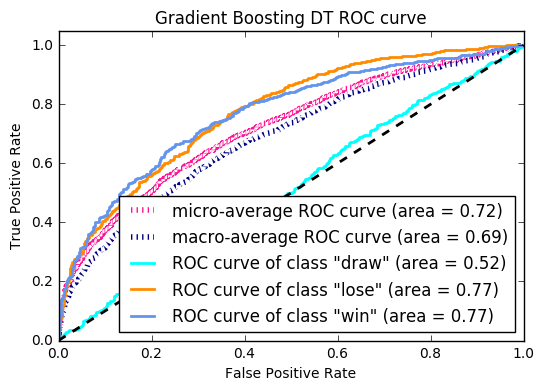 Gradient Boosting DT ROC curve
1.0
0.8
0.6
0.4
0.2
0.0
True Positive Rate
micro-average ROC curve (area = 0.72)
macro-average ROC curve (area = 0.69)
ROC curve of class "draw" (area = 0.52)
ROC curve of class "lose" (area = 0.77)
ROC curve of class "win" (area = 0.77)
0.0 0.2 0.4 0.6 0.8 1.0
False Positive Rate